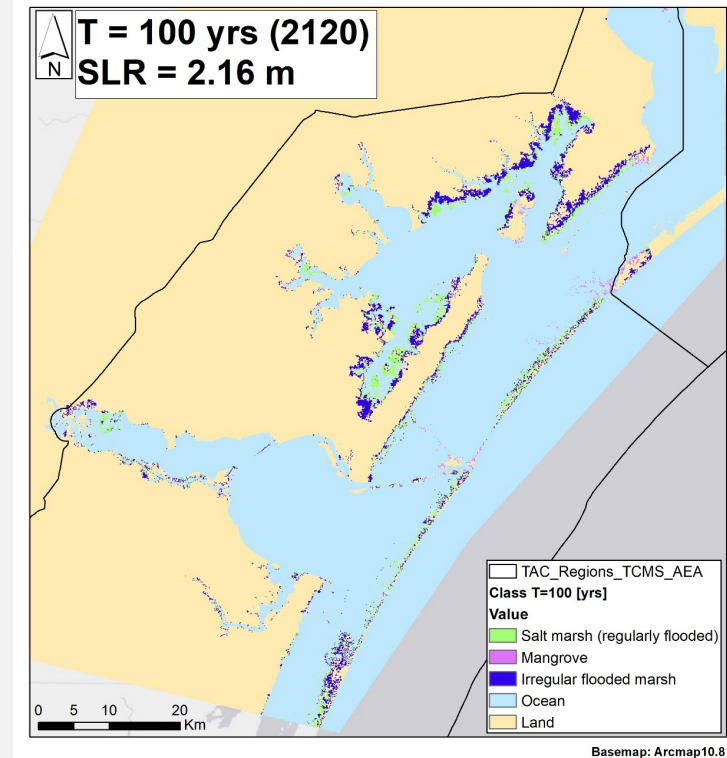 T = 100 yrs (2120)
SLR = 2.16 m
N
TAC_Regions_TCMS_AEA
Class T=100 [yrs]
Value
Salt marsh (regularly flooded)
Mangrove
Irregular flooded marsh
Ocean
Land
0 5 10 20
Km
Basemap: Arcmap10.8